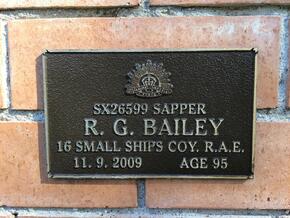 SX26599 SAPPER
R. G. BAILEY
16 SMALL SHIPS COY. R.A.E.
11. 9. 2009 AGE 95